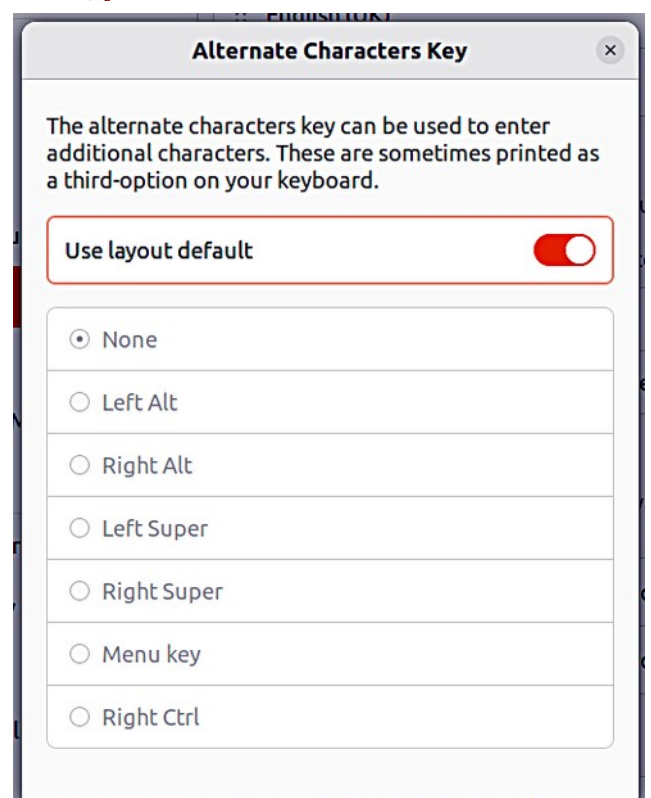 English (UK)
Alternate Characters Key
The alternate characters key can be used to enter
additional characters. These are sometimes printed as
a third-option on your keyboard.
Use layout default
None
Left Alt
Right Alt
Left Super
Right Super
Menu key
Right Ctrl